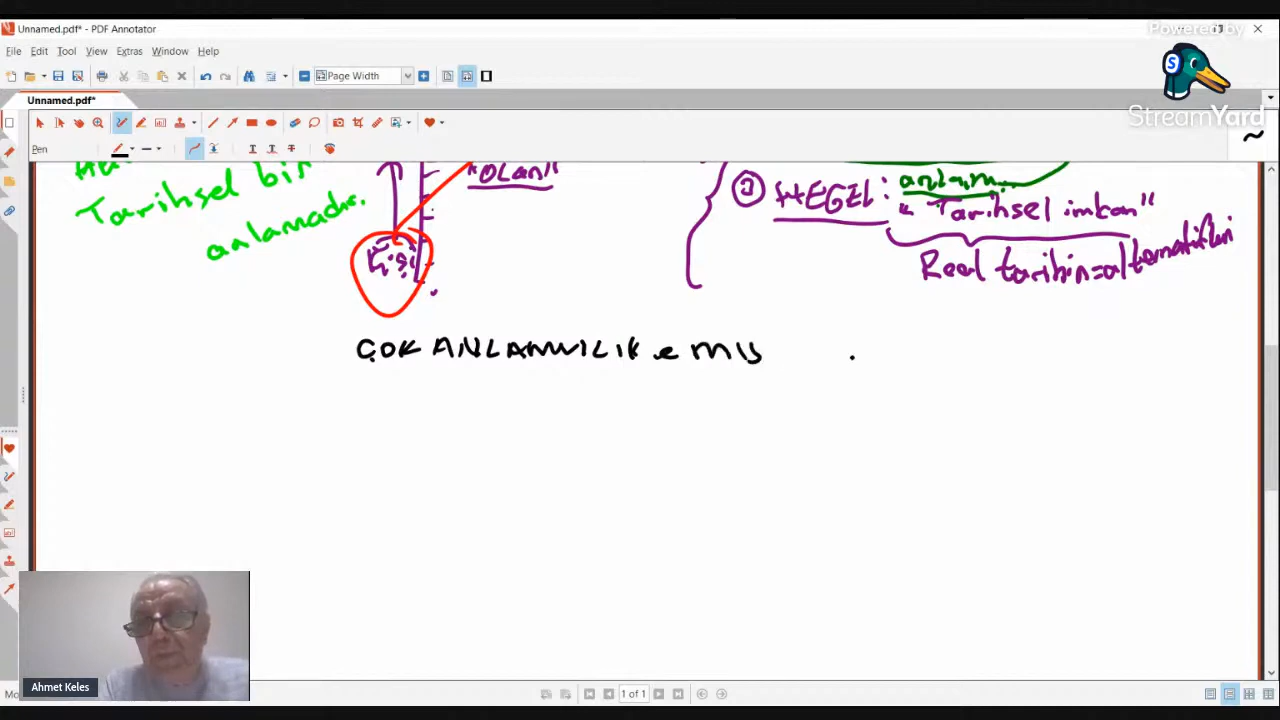 Unnamed.pdf* - PDF Annotator
Powered by
File Edit Tool View Extras Window Help
Page Width
StreamYard
Unnamed.pdf*
Pen
"OLan"
Tarihsel bir
anlamadır.
② HEGEL: anlam.
"Tarihsel imkan"
Real tarihin=alternatifleri
Kişi
ÇOK ANLAMLILIK
1 of 1
Ahmet Keles